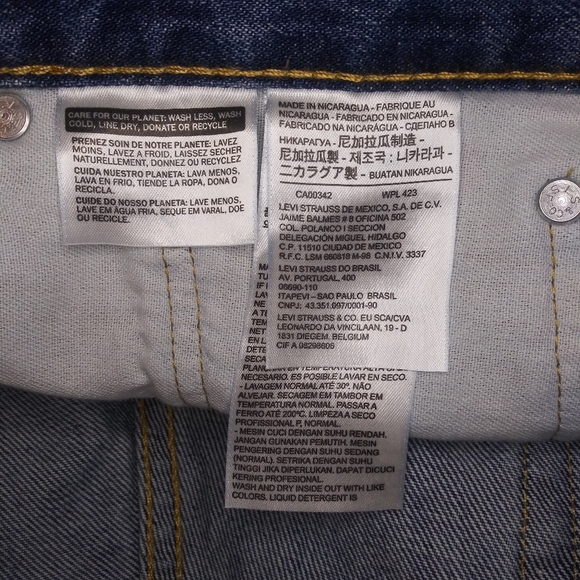 CARE FOR OUR PLANET: WASH LESS, WASH
COLD, LINE DRY, DONATE OR RECYCLE
PRENEZ SOIN DE NOTRE PLANETE: LAVEZ
MOINS, LAVEZ A FROID, LAISSEZ SÉCHER
NATURELLEMENT, DONNEZ OU RECYCLEZ
CUIDA NUESTRO PLANETA: LAVA MENOS,
LAVA EN FRIO, TIENDE LA ROPA, DONA O
RECICLA.
CUIDE DO NOSSO PLANETA: LAVE MENOS,
LAVE EM ÁGUA FRIA, SEQUE EM VARAL, DOE
OU RECICLE.
MADE IN NICARAGUA - FABRIQUE AU
NICARAGUA - FABRICADO EN NICARAGUA -
FABRICADO NA NICARÁGUA - СДЕЛАНО В
НИКАРАГУА - 尼加拉瓜制造 -
尼加拉瓜製 - 제조국 : 니카라과 -
ニカラグア製 - BUATAN NIKARAGUA
CA00342 WPL 423
LEVI STRAUSS DE MEXICO, S.A. DE C.V.
JAIME BALMES # 8 OFICINA 502
COL. POLANCO I SECCION
DELEGACIÓN MIGUEL HIDALGO
C.P. 11510 CIUDAD DE MEXICO
R.F.C. LSM 660818 M-98 C.N.I.V. 3337
LEVI STRAUSS DO BRASIL
AV. PORTUGAL, 400
06690-110
ITAPEVI - SAO PAULO BRASIL
CNPJ: 43.351.097/0001-90
LEVI STRAUSS & CO. EU SCA/CVA
LEONARDO DA VINCILAAN, 19 - D
1831 DIEGEM, BELGIUM
CIF A 08298606
NECESARIO. ES POSIBLE LAVAR EN SECO.
- LAVAGEM NORMAL ATÉ 30º. NÃO
ALVEJAR. SECAGEM EM TAMBOR EM
TEMPERATURA NORMAL. PASSAR A
FERRO ATÉ 200ºC. LIMPEZA A SECO
PROFISSIONAL P, NORMAL.
- MESIN CUCI DENGAN SUHU RENDAH.
JANGAN GUNAKAN PEMUTIH. MESIN
PENGERING DENGAN SUHU SEDANG
(NORMAL). SETRIKA DENGAN SUHU
TINGGI JIKA DIPERLUKAN. DAPAT DICUCI
KERING PROFESIONAL.
WASH AND DRY INSIDE OUT WITH LIKE
COLORS. LIQUID DETERGENT IS